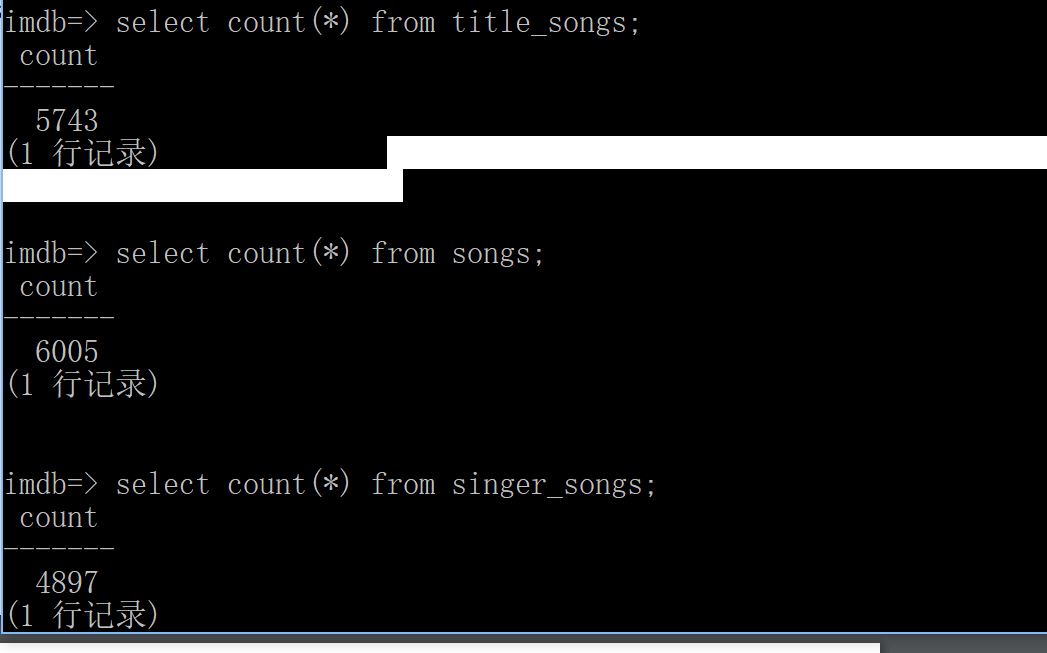 imdb=> select count(*) from title_songs;
count
-------
5743
(1 行记录)
imdb=> select count(*) from songs;
count
-------
6005
(1 行记录)
imdb=> select count(*) from singer_songs;
count
-------
4897
(1 行记录)